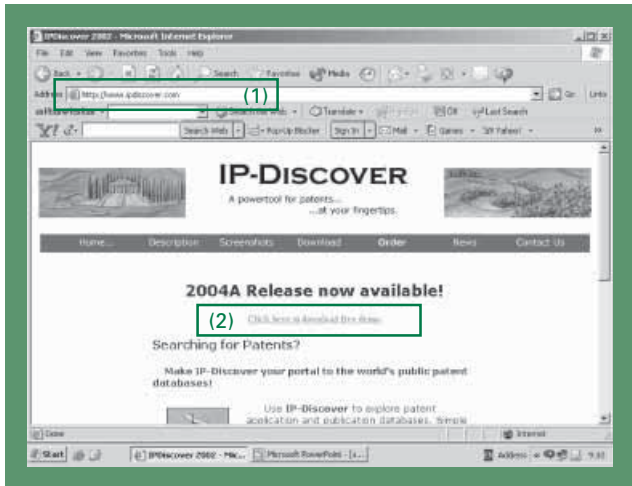 IPDiscover 2002 - Microsoft Internet Explorer
File Edit View Favorites Tools Help
Back Search Favorites Media
Address http://www.ipdiscover.com (1) Go Links
Search Web Translate
Y! Search Web Pop-Up Blocker Sign In Mail Games
IP-DISCOVER
A powertool for patents...
...at your fingertips.
Home... Description Screenshots Download Order News Contact Us
2004A Release now available!
(2) Click here to download free demo
Searching for Patents?
Make IP-Discover your portal to the world's public patent
databases!
Use IP-Discover to explore patent
application and publication databases. Simple
Done Internet
Start IPDiscover 2002 - Mic... Microsoft PowerPoint - [ Address «